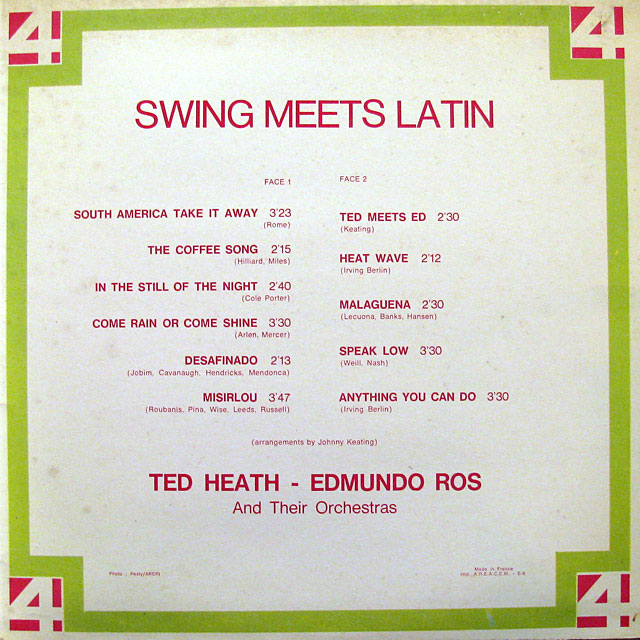 4 4
SWING MEETS LATIN
FACE 1
SOUTH AMERICA TAKE IT AWAY 3'23
(Rome)
THE COFFEE SONG 2'15
(Hilliard, Miles)
IN THE STILL OF THE NIGHT 2'40
(Cole Porter)
COME RAIN OR COME SHINE 3'30
(Arlen, Mercer)
DESAFINADO 2'13
(Jobim, Cavanaugh, Hendricks, Mendonca)
MISIRLOU 3'47
(Roubanis, Pina, Wise, Leeds, Russell)
FACE 2
TED MEETS ED 2'30
(Keating)
HEAT WAVE 2'12
(Irving Berlin)
MALAGUENA 2'30
(Lecuona, Banks, Hansen)
SPEAK LOW 3'30
(Weill, Nash)
ANYTHING YOU CAN DO 3'30
(Irving Berlin)
(arrangements by Johnny Keating)
TED HEATH - EDMUNDO ROS
And Their Orchestras
Photo :
Made in France
4 4